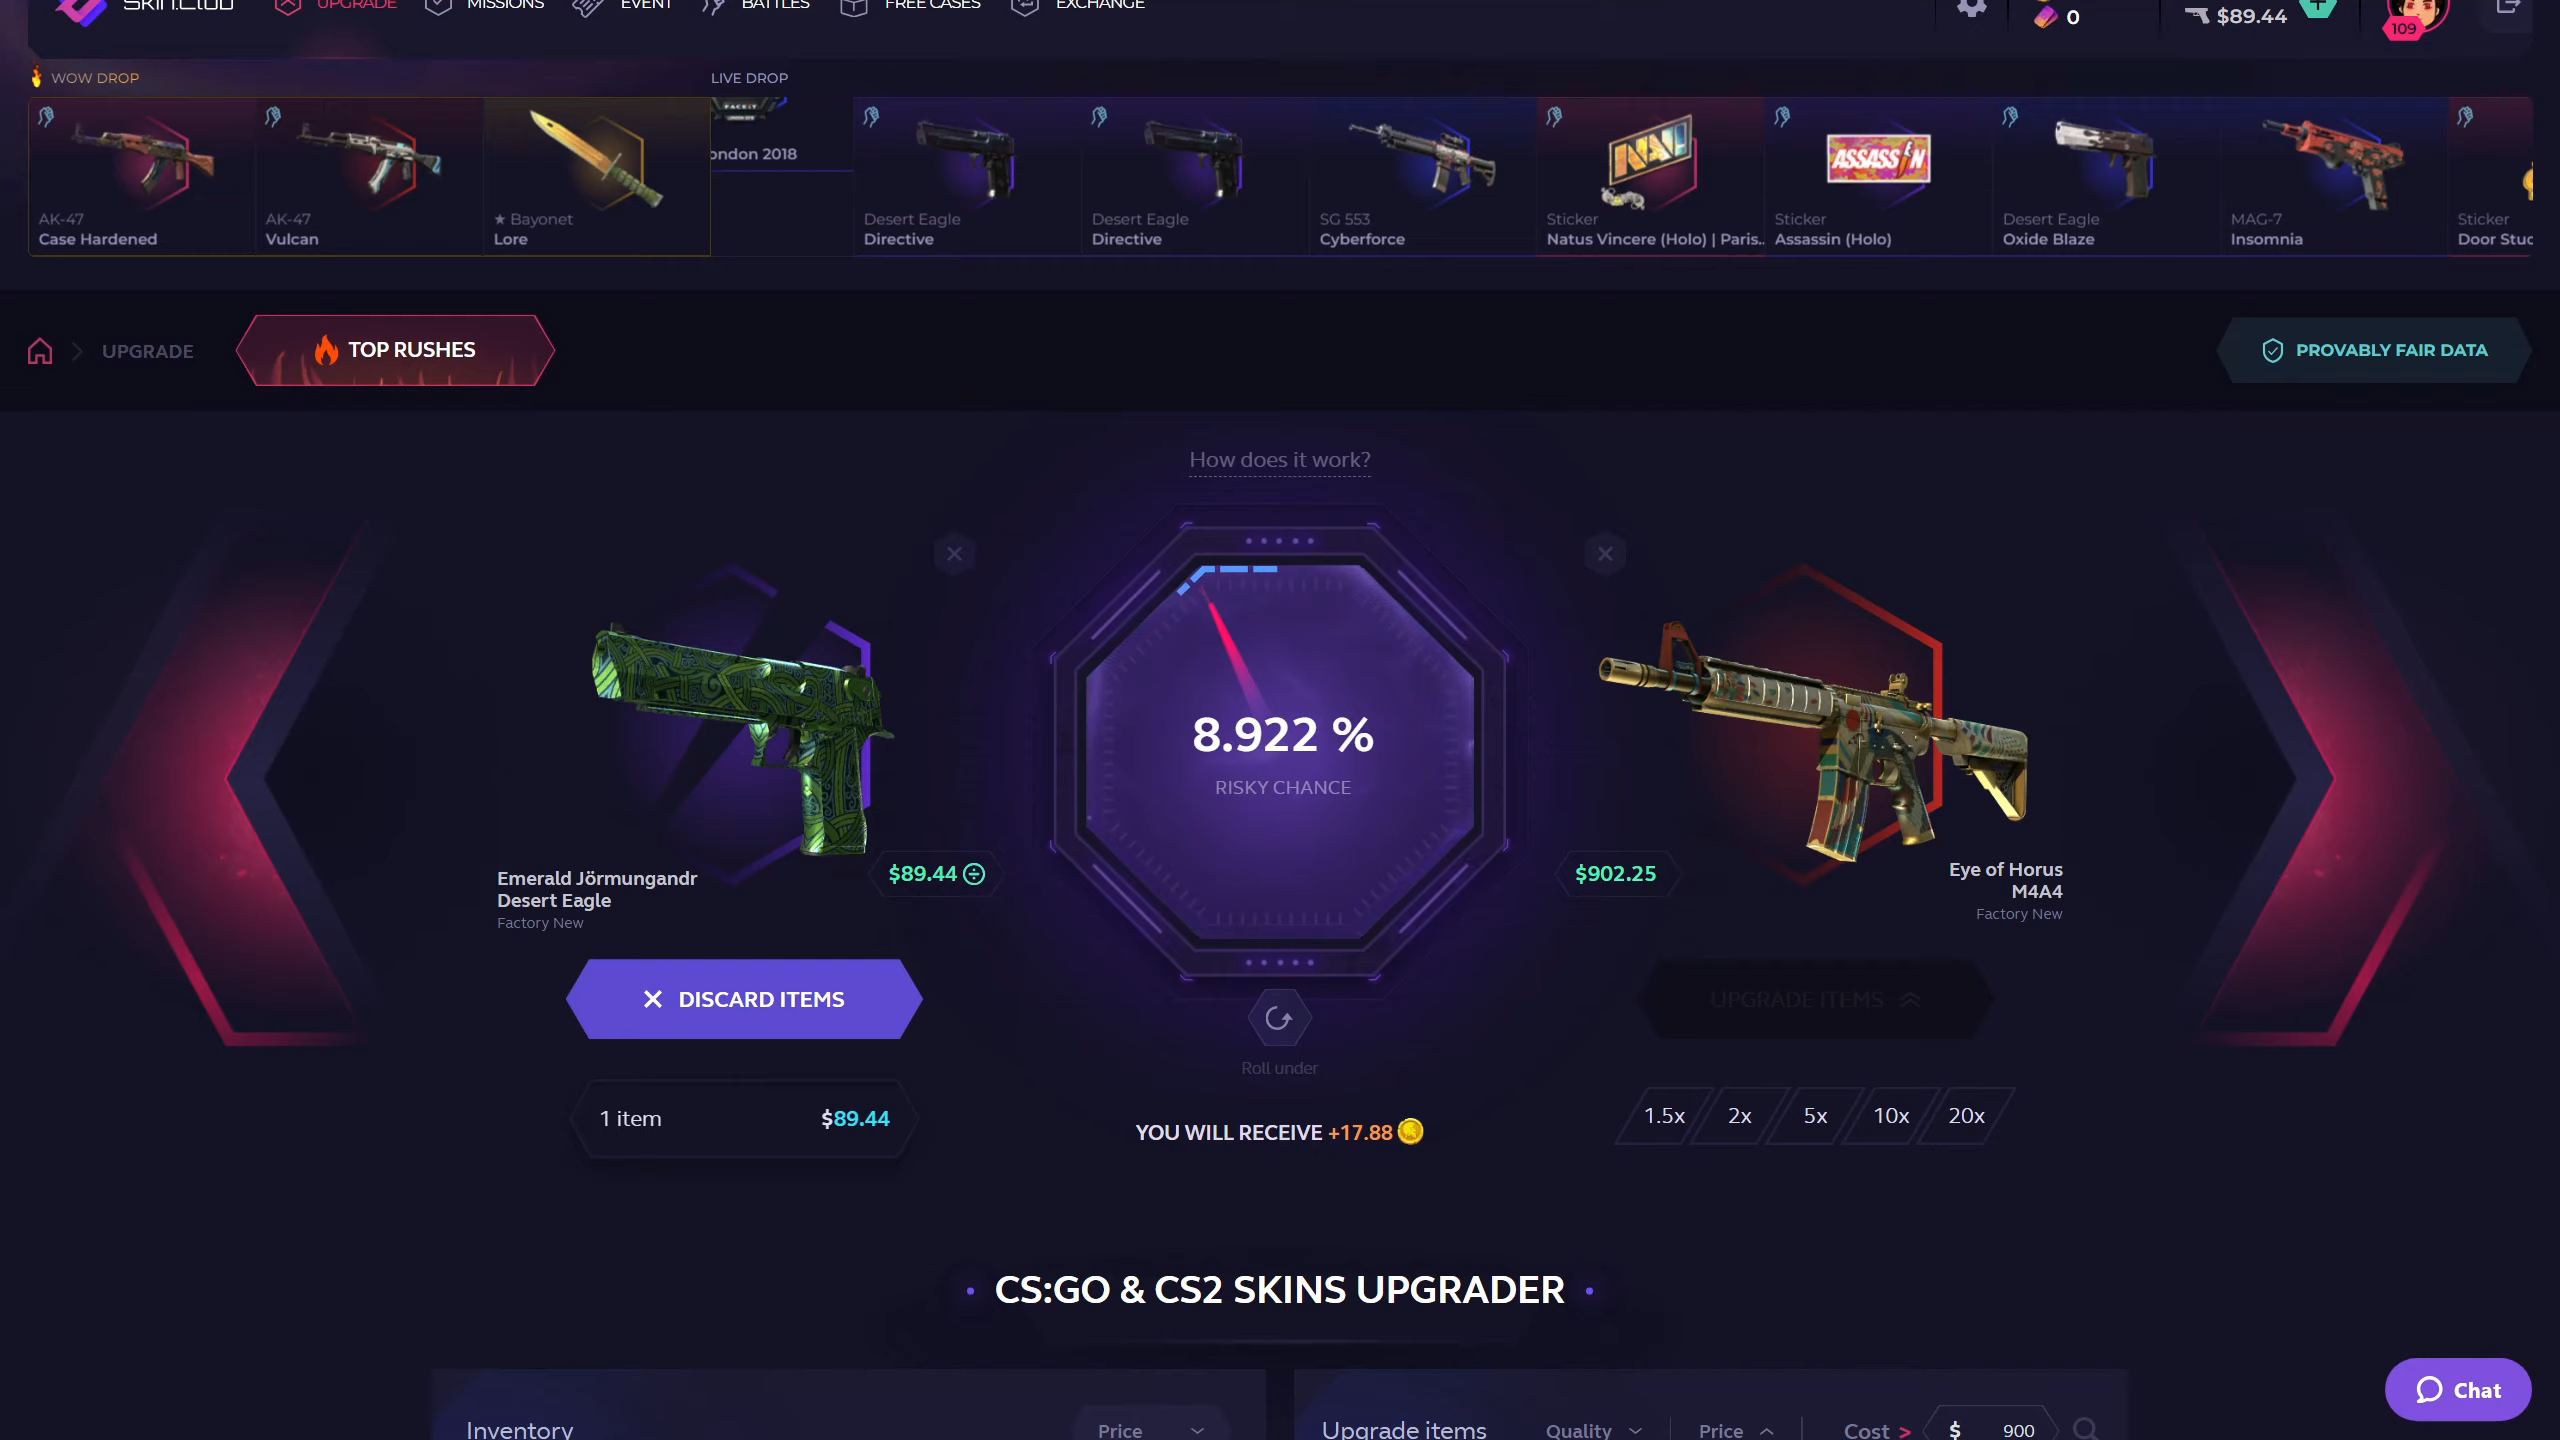 Skin.Club UPGRADE MISSIONS EVENT BATTLES FREE CASES EXCHANGE 0 $89.44 109
WOW DROP LIVE DROP
ondon 2018
AK-47 AK-47 ★ Bayonet Desert Eagle Desert Eagle SG 553 Sticker Sticker Desert Eagle MAG-7 Sticker
Case Hardened Vulcan Lore Directive Directive Cyberforce Natus Vincere (Holo) | Paris... Assassin (Holo) Oxide Blaze Insomnia Door Stuc
UPGRADE TOP RUSHES PROVABLY FAIR DATA
How does it work?
8.922 %
RISKY CHANCE
Emerald Jörmungandr
Desert Eagle
Factory New
$89.44
$902.25
Eye of Horus
M4A4
Factory New
DISCARD ITEMS
UPGRADE ITEMS
Roll under
1 item $89.44
YOU WILL RECEIVE +17.88
1.5x 2x 5x 10x 20x
• CS:GO & CS2 SKINS UPGRADER •
Chat
Inventory Price
Upgrade items Quality Price Cost > $ 900